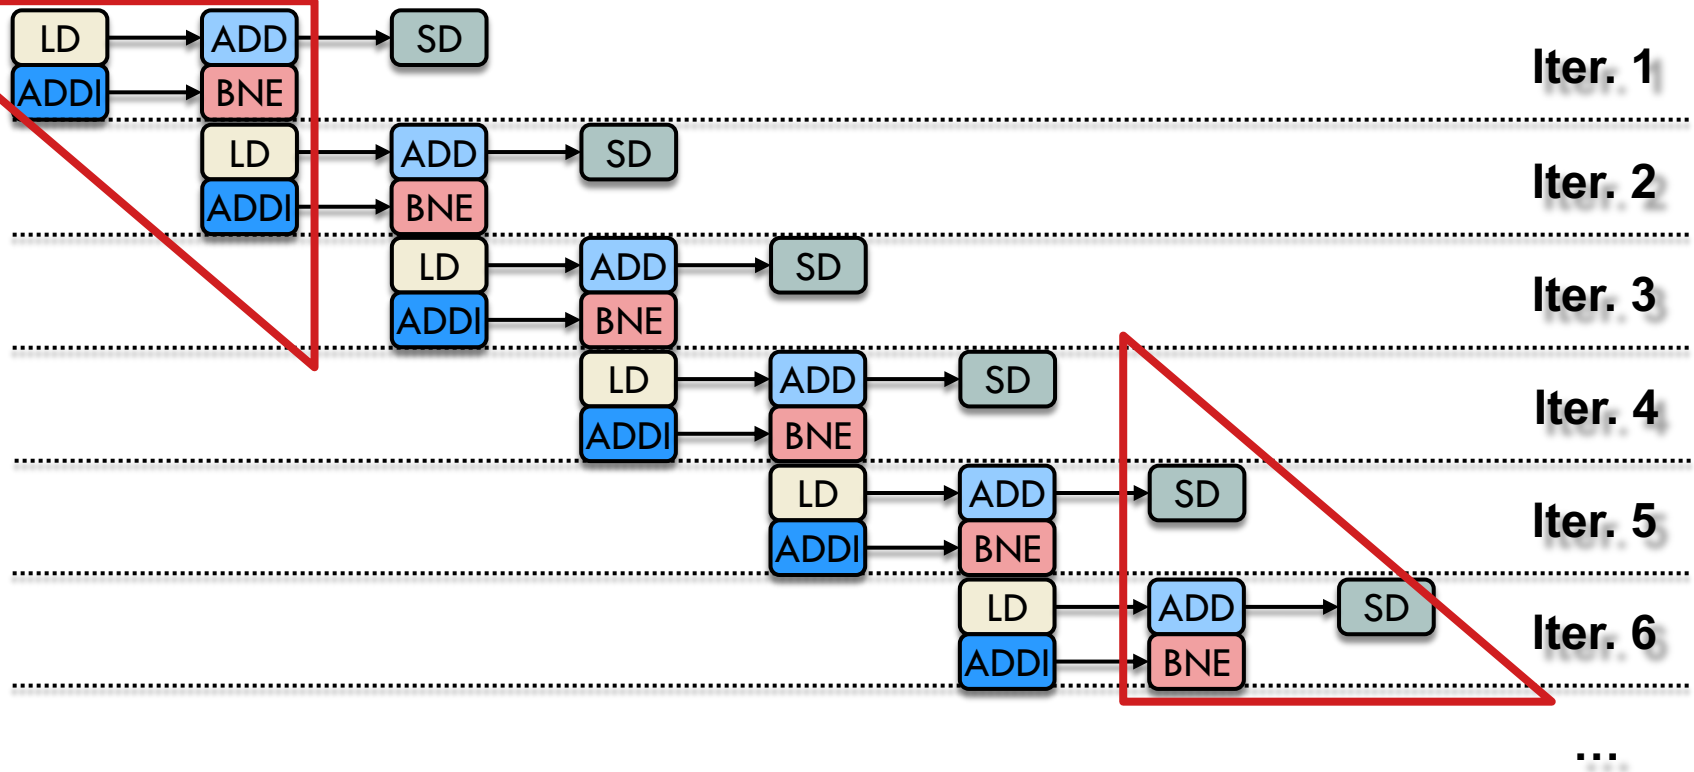 LD ADD SD
Iter. 1
ADDI BNE
LD ADD SD
Iter. 2
ADDI BNE
LD ADD SD
Iter. 3
ADDI BNE
LD ADD SD
Iter. 4
ADDI BNE
LD ADD SD
Iter. 5
ADDI BNE
LD ADD SD
Iter. 6
ADDI BNE
...